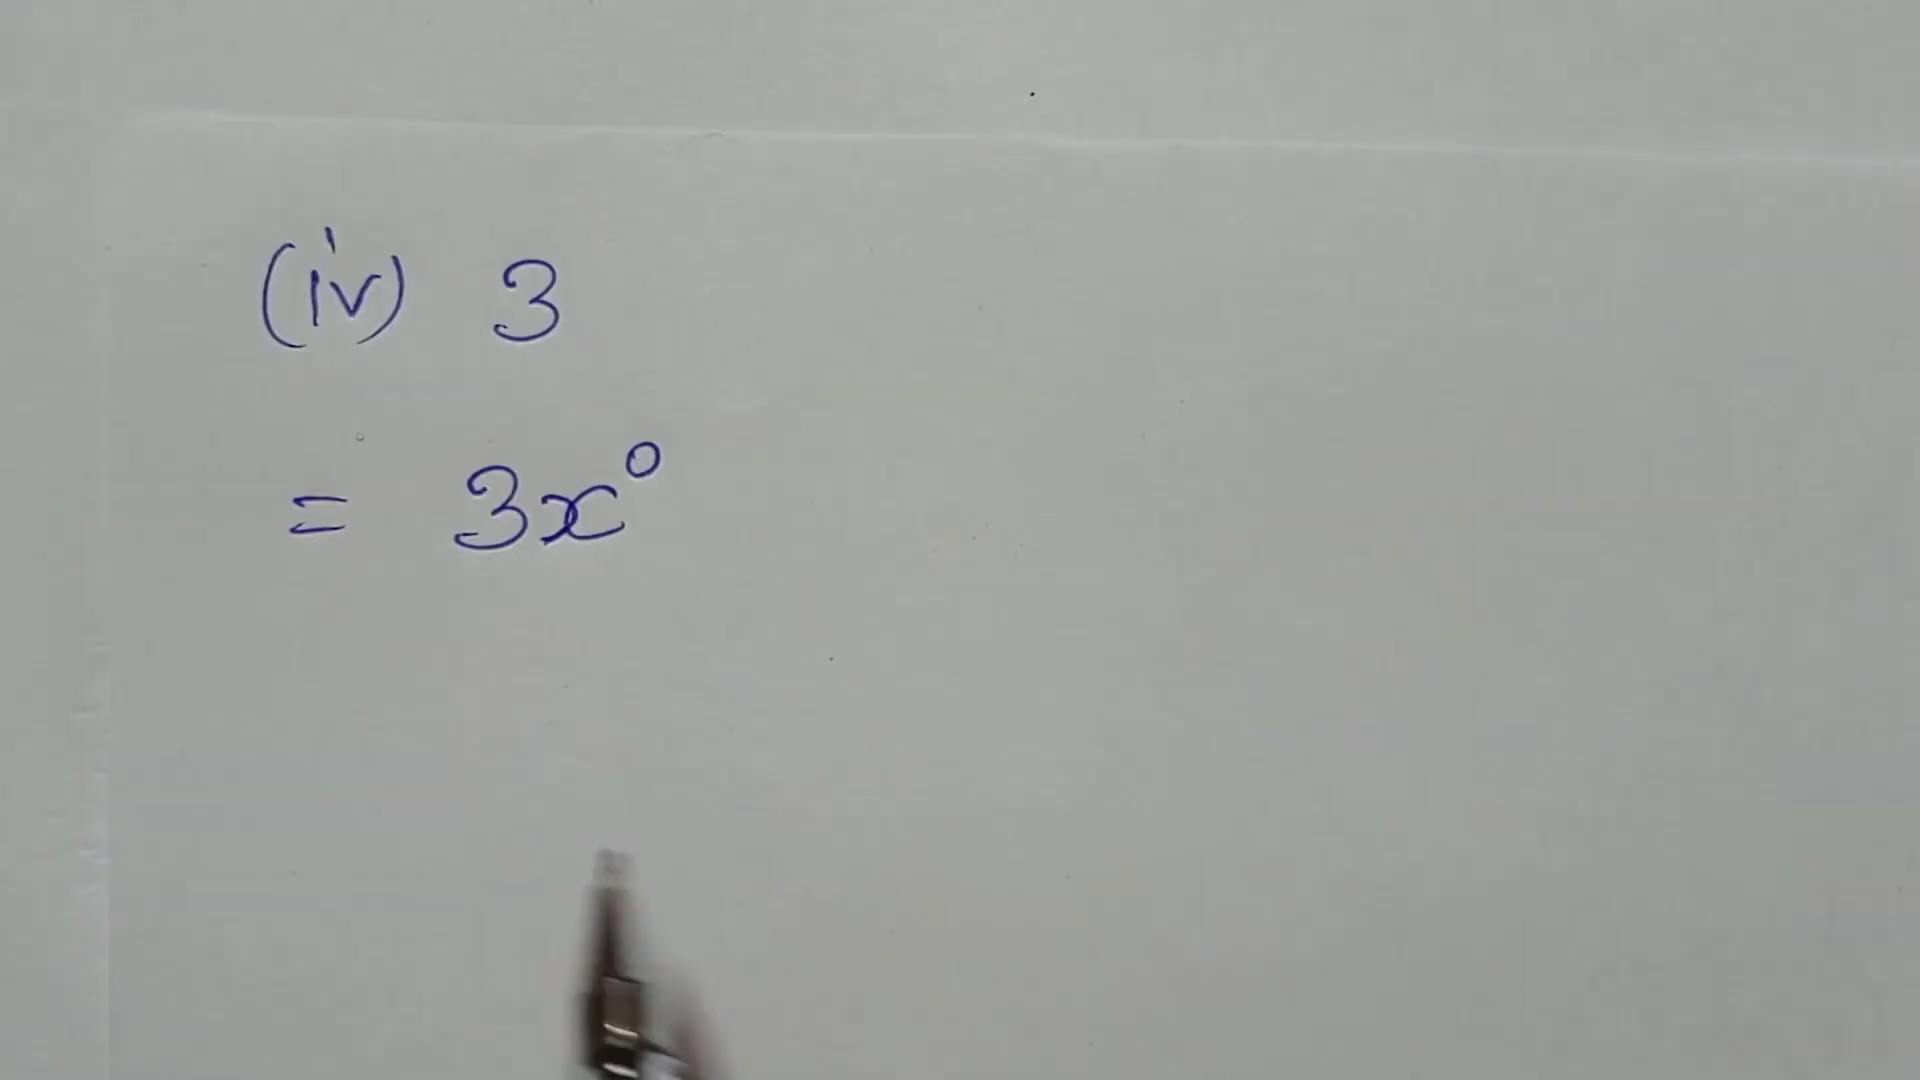 (iv) 3
= 3x⁰